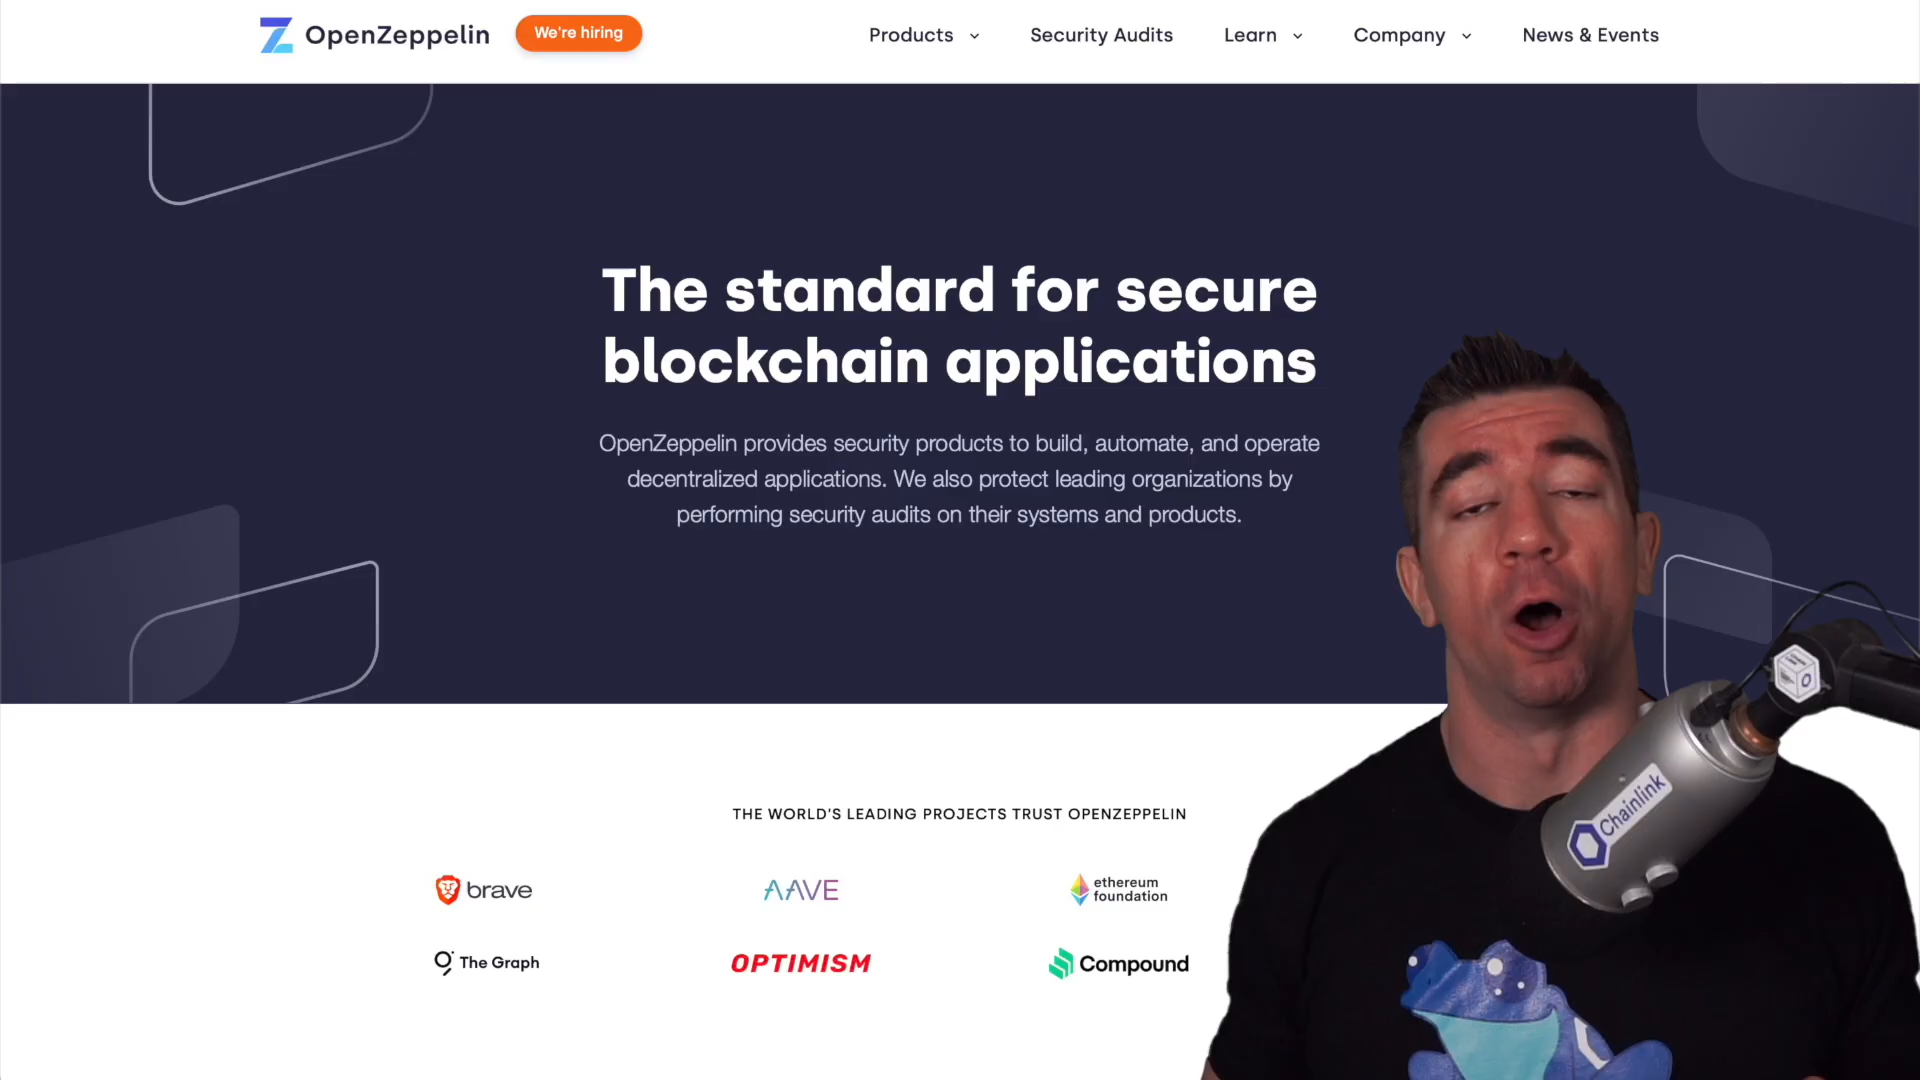 OpenZeppelin
We're hiring
Products
Security Audits
Learn
Company
News & Events
The standard for secure
blockchain applications
OpenZeppelin provides security products to build, automate, and operate
decentralized applications. We also protect leading organizations by
performing security audits on their systems and products.
THE WORLD'S LEADING PROJECTS TRUST OPENZEPPELIN
brave
AAVE
ethereum
foundation
The Graph
OPTIMISM
Compound
Chainlink